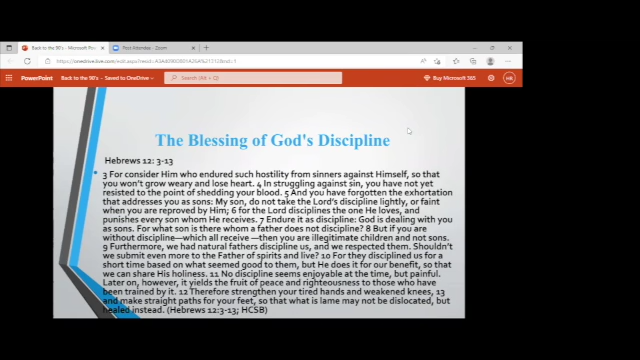 Back to the 90's - Microsoft Po
Post Attendee - Zoom
PowerPoint
Back to the 90's - Saved to OneDrive
Search
Buy Microsoft 365
HR
The Blessing of God's Discipline
Hebrews 12: 3-13
3 For consider Him who endured such hostility from sinners against Himself, so that
you won't grow weary and lose heart. 4 In struggling against sin, you have not yet
resisted to the point of shedding your blood. 5 And you have forgotten the exhortation
that addresses you as sons: My son, do not take the Lord's discipline lightly, or faint
when you are reproved by Him; 6 for the Lord disciplines the one He loves, and
punishes every son whom He receives. 7 Endure it as discipline: God is dealing with you
as sons. For what son is there whom a father does not discipline? 8 But if you are
without discipline—which all receive—then you are illegitimate children and not sons.
9 Furthermore, we had natural fathers discipline us, and we respected them. Shouldn't
we submit even more to the Father of spirits and live? 10 For they disciplined us for a
short time based on what seemed good to them, but He does it for our benefit, so that
we can share His holiness. 11 No discipline seems enjoyable at the time, but painful.
Later on, however, it yields the fruit of peace and righteousness to those who have
been trained by it. 12 Therefore strengthen your tired hands and weakened knees, 13
and make straight paths for your feet, so that what is lame may not be dislocated, but
healed instead. (Hebrews 12:3-13; HCSB)